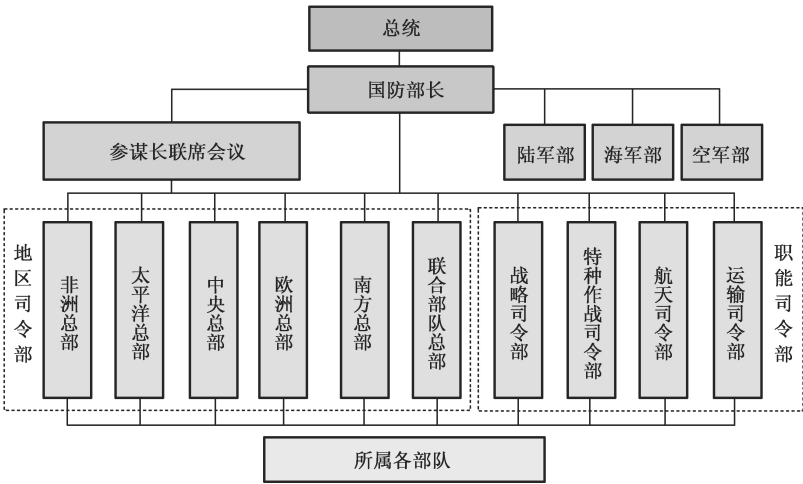 总统
国防部长
参谋长联席会议
陆军部
海军部
空军部
地区司令部
非洲总部
太平洋总部
中央总部
欧洲总部
南方总部
联合部队总部
战略司令部
特种作战司令部
航天司令部
运输司令部
职能司令部
所属各部队